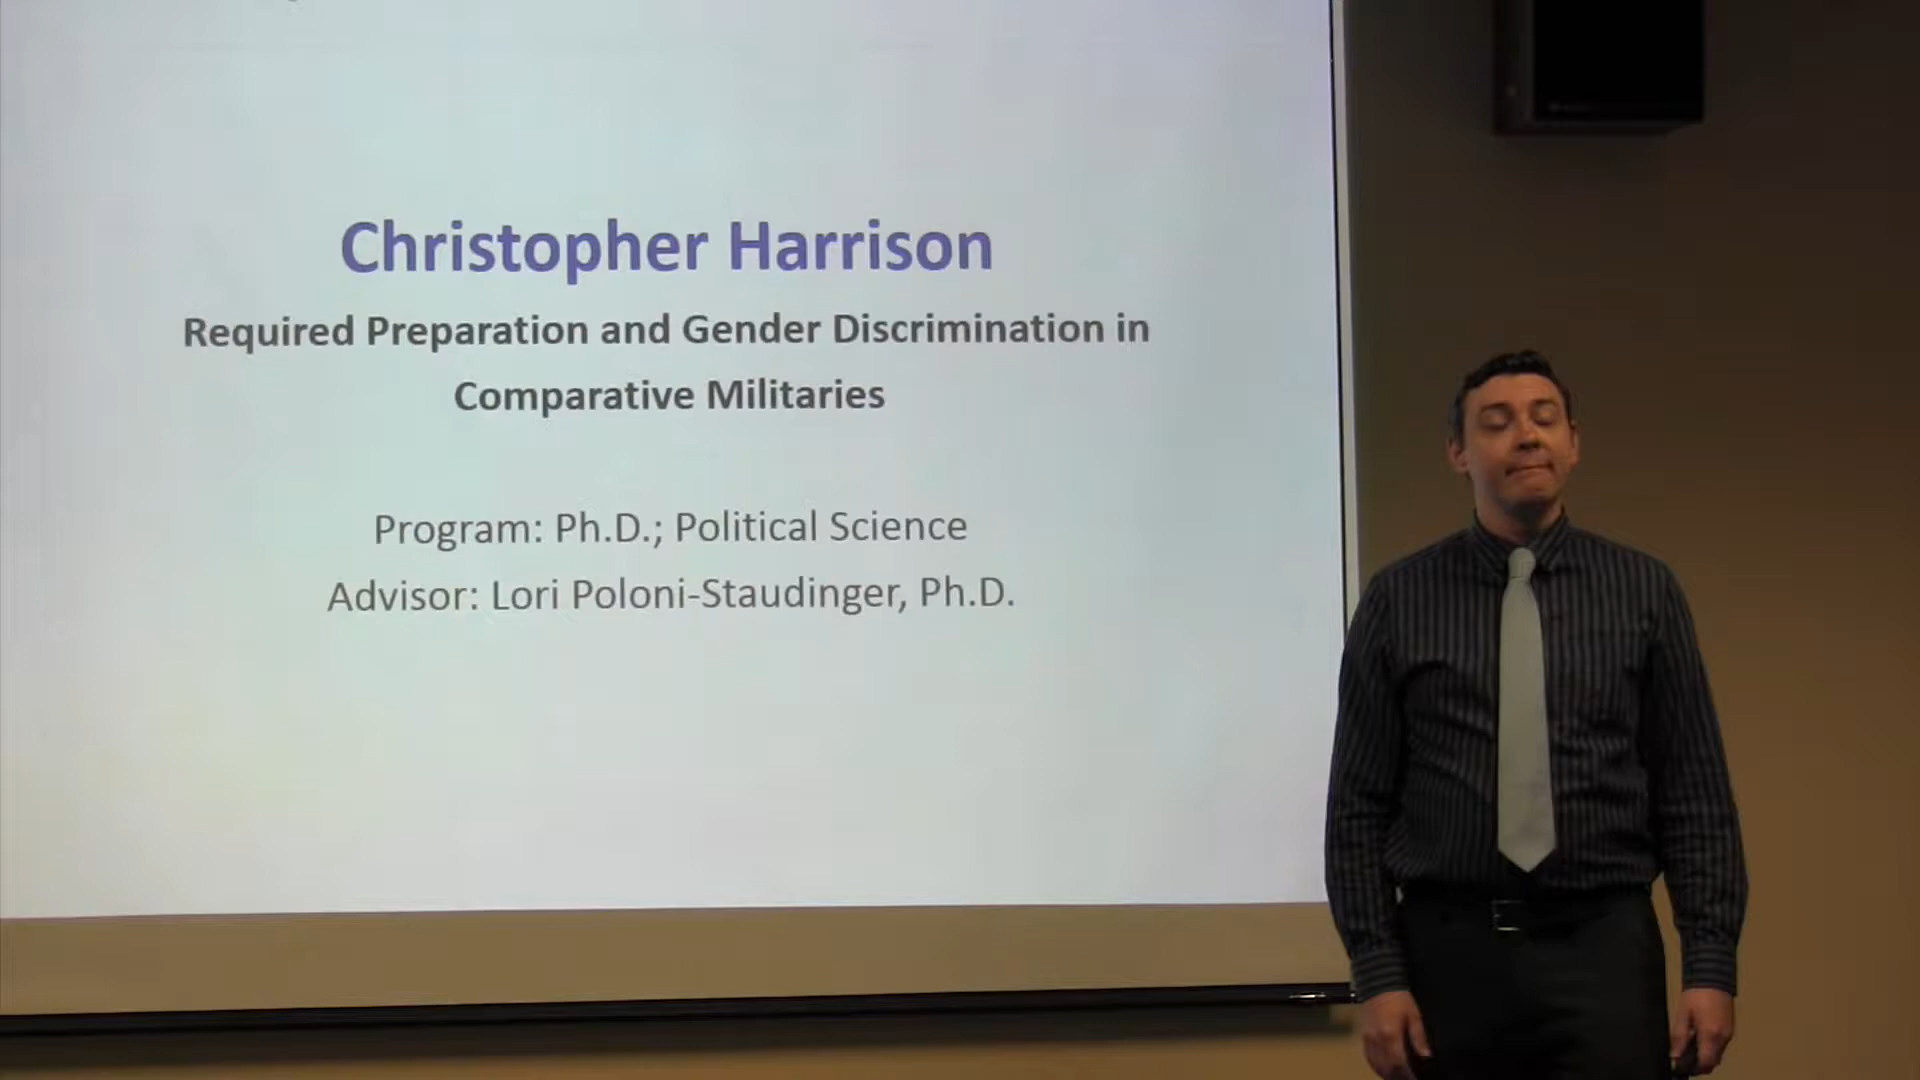 Christopher Harrison
Required Preparation and Gender Discrimination in
Comparative Militaries
Program: Ph.D.; Political Science
Advisor: Lori Poloni-Staudinger, Ph.D.